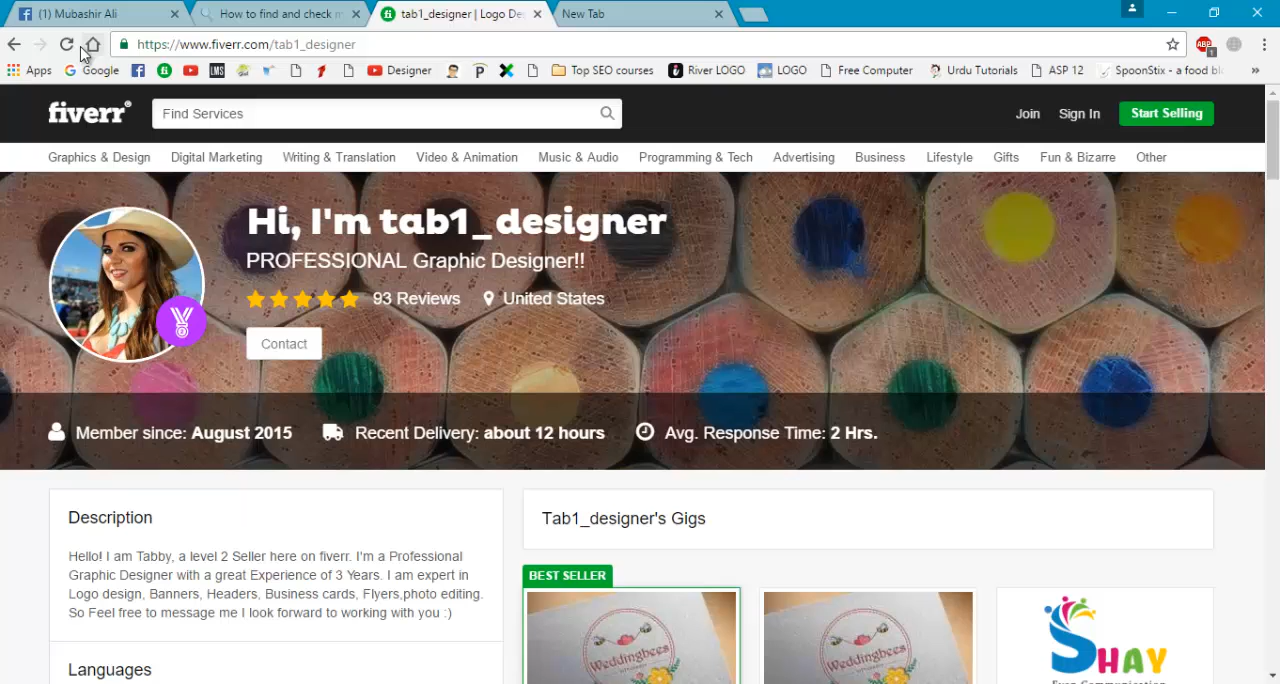 (1) Mubashir Ali
How to find and check m
tab1_designer | Logo De
New Tab
https://www.fiverr.com/tab1_designer
ABP
1
Apps
Google
LMS
Designer
P
Top SEO courses
River LOGO
LOGO
Free Computer
Urdu Tutorials
ASP 12
SpoonStix - a food bl
»
fiverr®
Find Services
Join
Sign In
Start Selling
Graphics & Design
Digital Marketing
Writing & Translation
Video & Animation
Music & Audio
Programming & Tech
Advertising
Business
Lifestyle
Gifts
Fun & Bizarre
Other
Hi, I'm tab1_designer
PROFESSIONAL Graphic Designer!!
93 Reviews
United States
Contact
Member since: August 2015
Recent Delivery: about 12 hours
Avg. Response Time: 2 Hrs.
Description
Hello! I am Tabby, a level 2 Seller here on fiverr. I'm a Professional
Graphic Designer with a great Experience of 3 Years. I am expert in
Logo design, Banners, Headers, Business cards, Flyers,photo editing.
So Feel free to message me I look forward to working with you :)
Languages
Tab1_designer's Gigs
BEST SELLER
Weddingbees
Weddingbees
SHAY